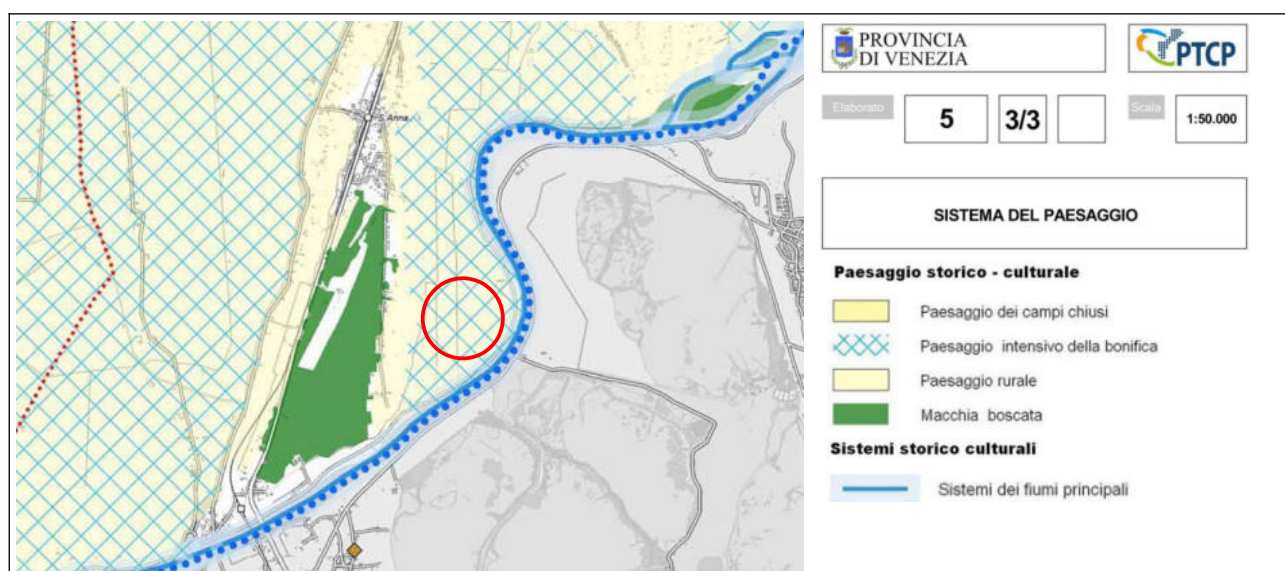 S. Anna
PROVINCIA
DI VENEZIA
PTCP
Elaborato
5
3/3
Scala
1:50.000
SISTEMA DEL PAESAGGIO
Paesaggio storico - culturale
Paesaggio dei campi chiusi
Paesaggio intensivo della bonifica
Paesaggio rurale
Macchia boscata
Sistemi storico culturali
Sistemi dei fiumi principali